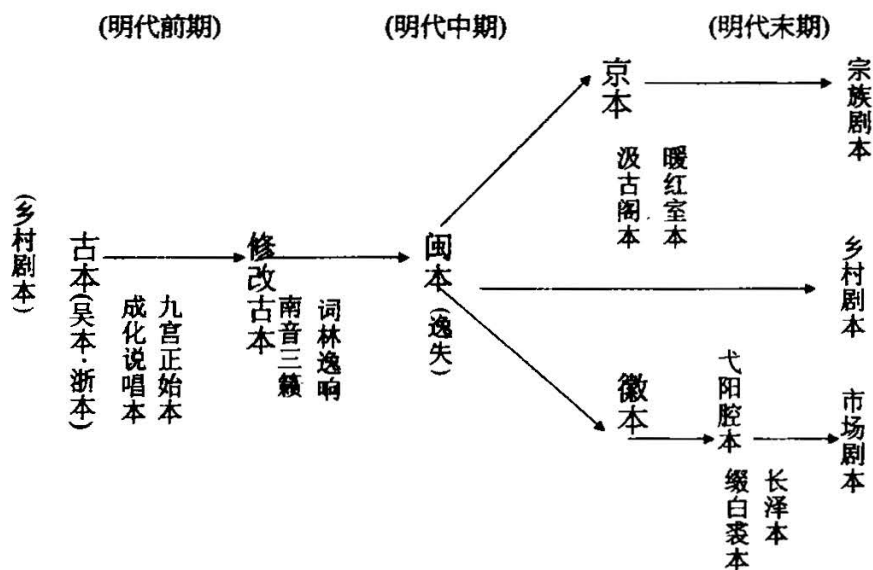 (明代前期)
(明代中期)
(明代末期)
(乡村剧本)
古本(吴本·浙本)
成化说唱本
九宫正始本
修改古本
南音三籁
词林逸响
闽本(逸失)
京本
汲古阁本
暖红室本
宗族剧本
乡村剧本
徽本
弋阳腔本
缀白裘本
长泽本
市场剧本